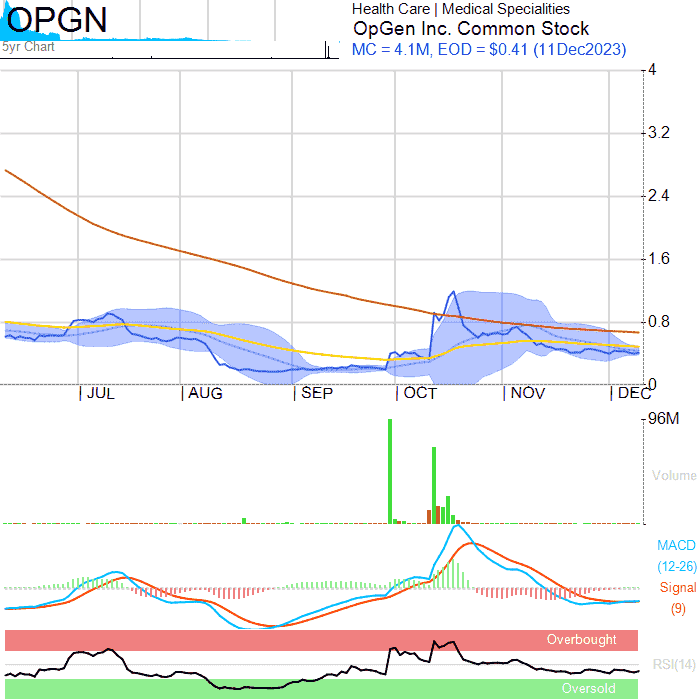 OPGN
5yr Chart
Health Care | Medical Specialities
OpGen Inc. Common Stock
MC = 4.1M, EOD = $0.41 (11Dec2023)
4
3.2
2.4
1.6
0.8
0
| JUL | AUG | SEP | OCT | NOV | DEC
96M
Volume
MACD
(12-26)
Signal
(9)
Overbought
RSI(14)
Oversold